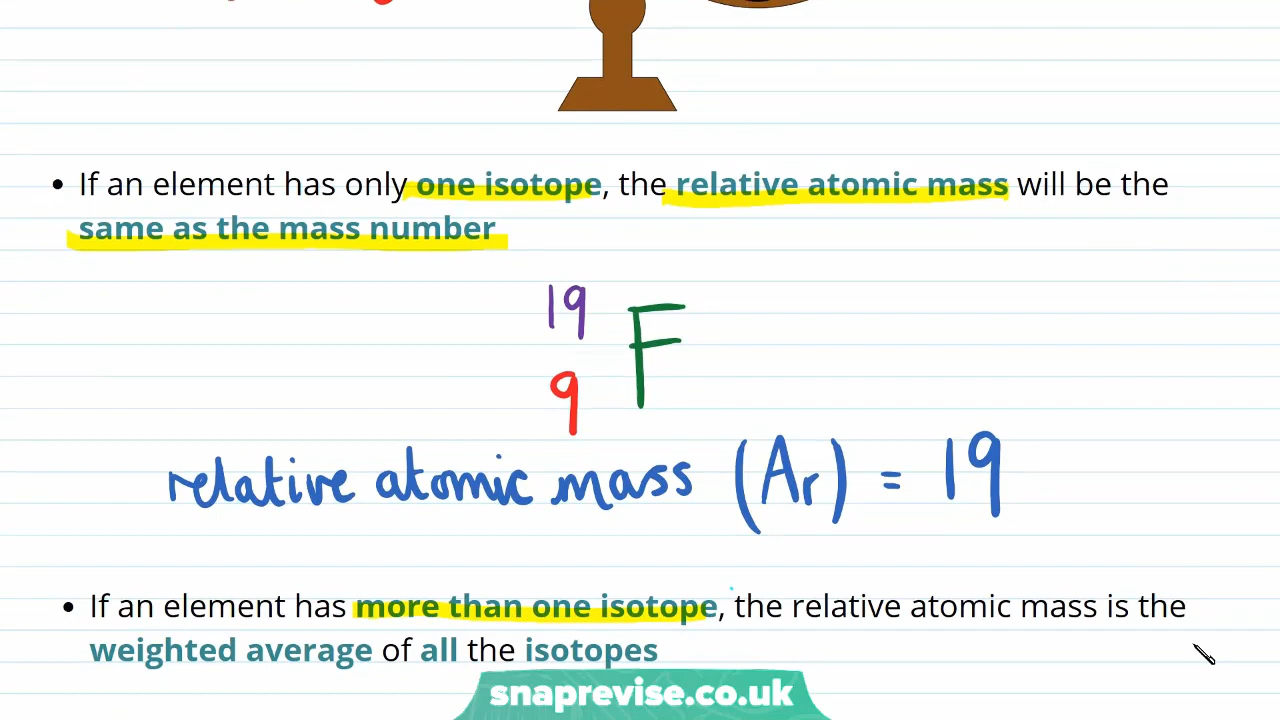 • If an element has only one isotope, the relative atomic mass will be the
same as the mass number
19
F
9
relative atomic mass (Ar) = 19
• If an element has more than one isotope, the relative atomic mass is the
weighted average of all the isotopes
snaprevise.co.uk